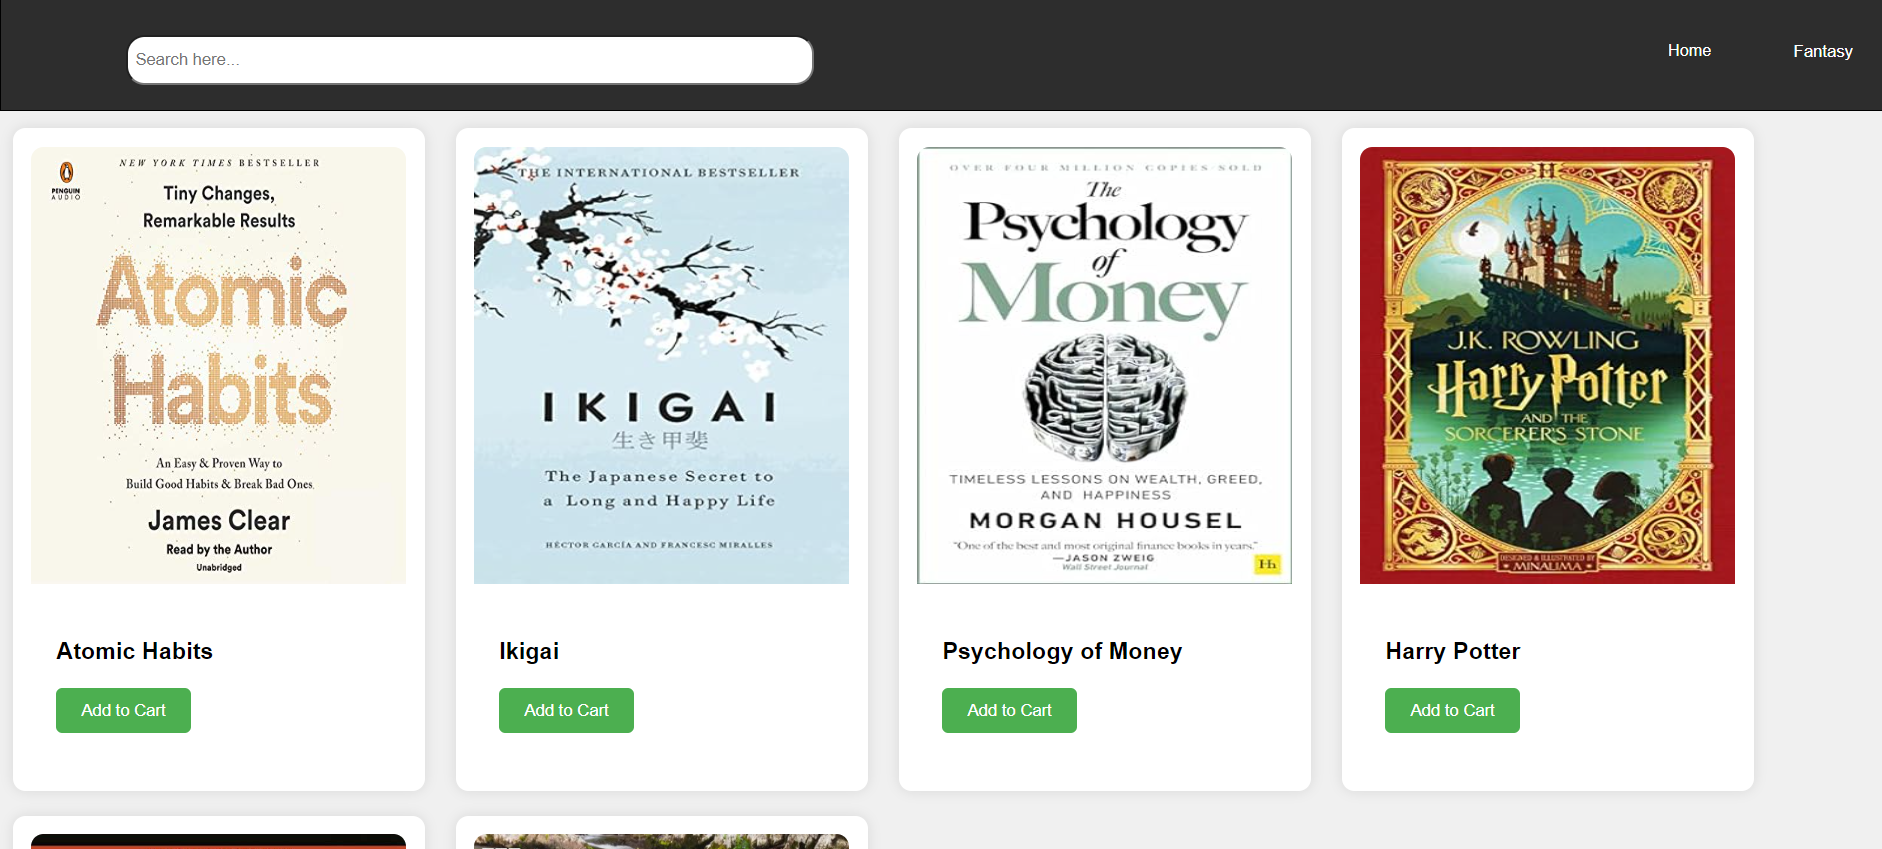 Search here...
Home
Fantasy
NEW YORK TIMES BESTSELLER
PENGUIN
AUDIO
Tiny Changes,
Remarkable Results
Atomic
Habits
An Easy & Proven Way to
Build Good Habits & Break Bad Ones
James Clear
Read by the Author
Unabridged
THE INTERNATIONAL BESTSELLER
IKIGAI
生き甲斐
The Japanese Secret to
a Long and Happy Life
HÉCTOR GARCÍA AND FRANCESC MIRALLES
OVER FOUR MILLION COPIES SOLD
The
Psychology
of
Money
TIMELESS LESSONS ON WEALTH, GREED,
AND HAPPINESS
MORGAN HOUSEL
"One of the best and most original finance books in years."
—JASON ZWEIG
Wall Street Journal
Hh
H
J.K. ROWLING
Harry Potter
AND THE
SORCERER'S STONE
DESIGNED & ILLUSTRATED BY
MINALIMA
Atomic Habits
Ikigai
Psychology of Money
Harry Potter
Add to Cart
Add to Cart
Add to Cart
Add to Cart